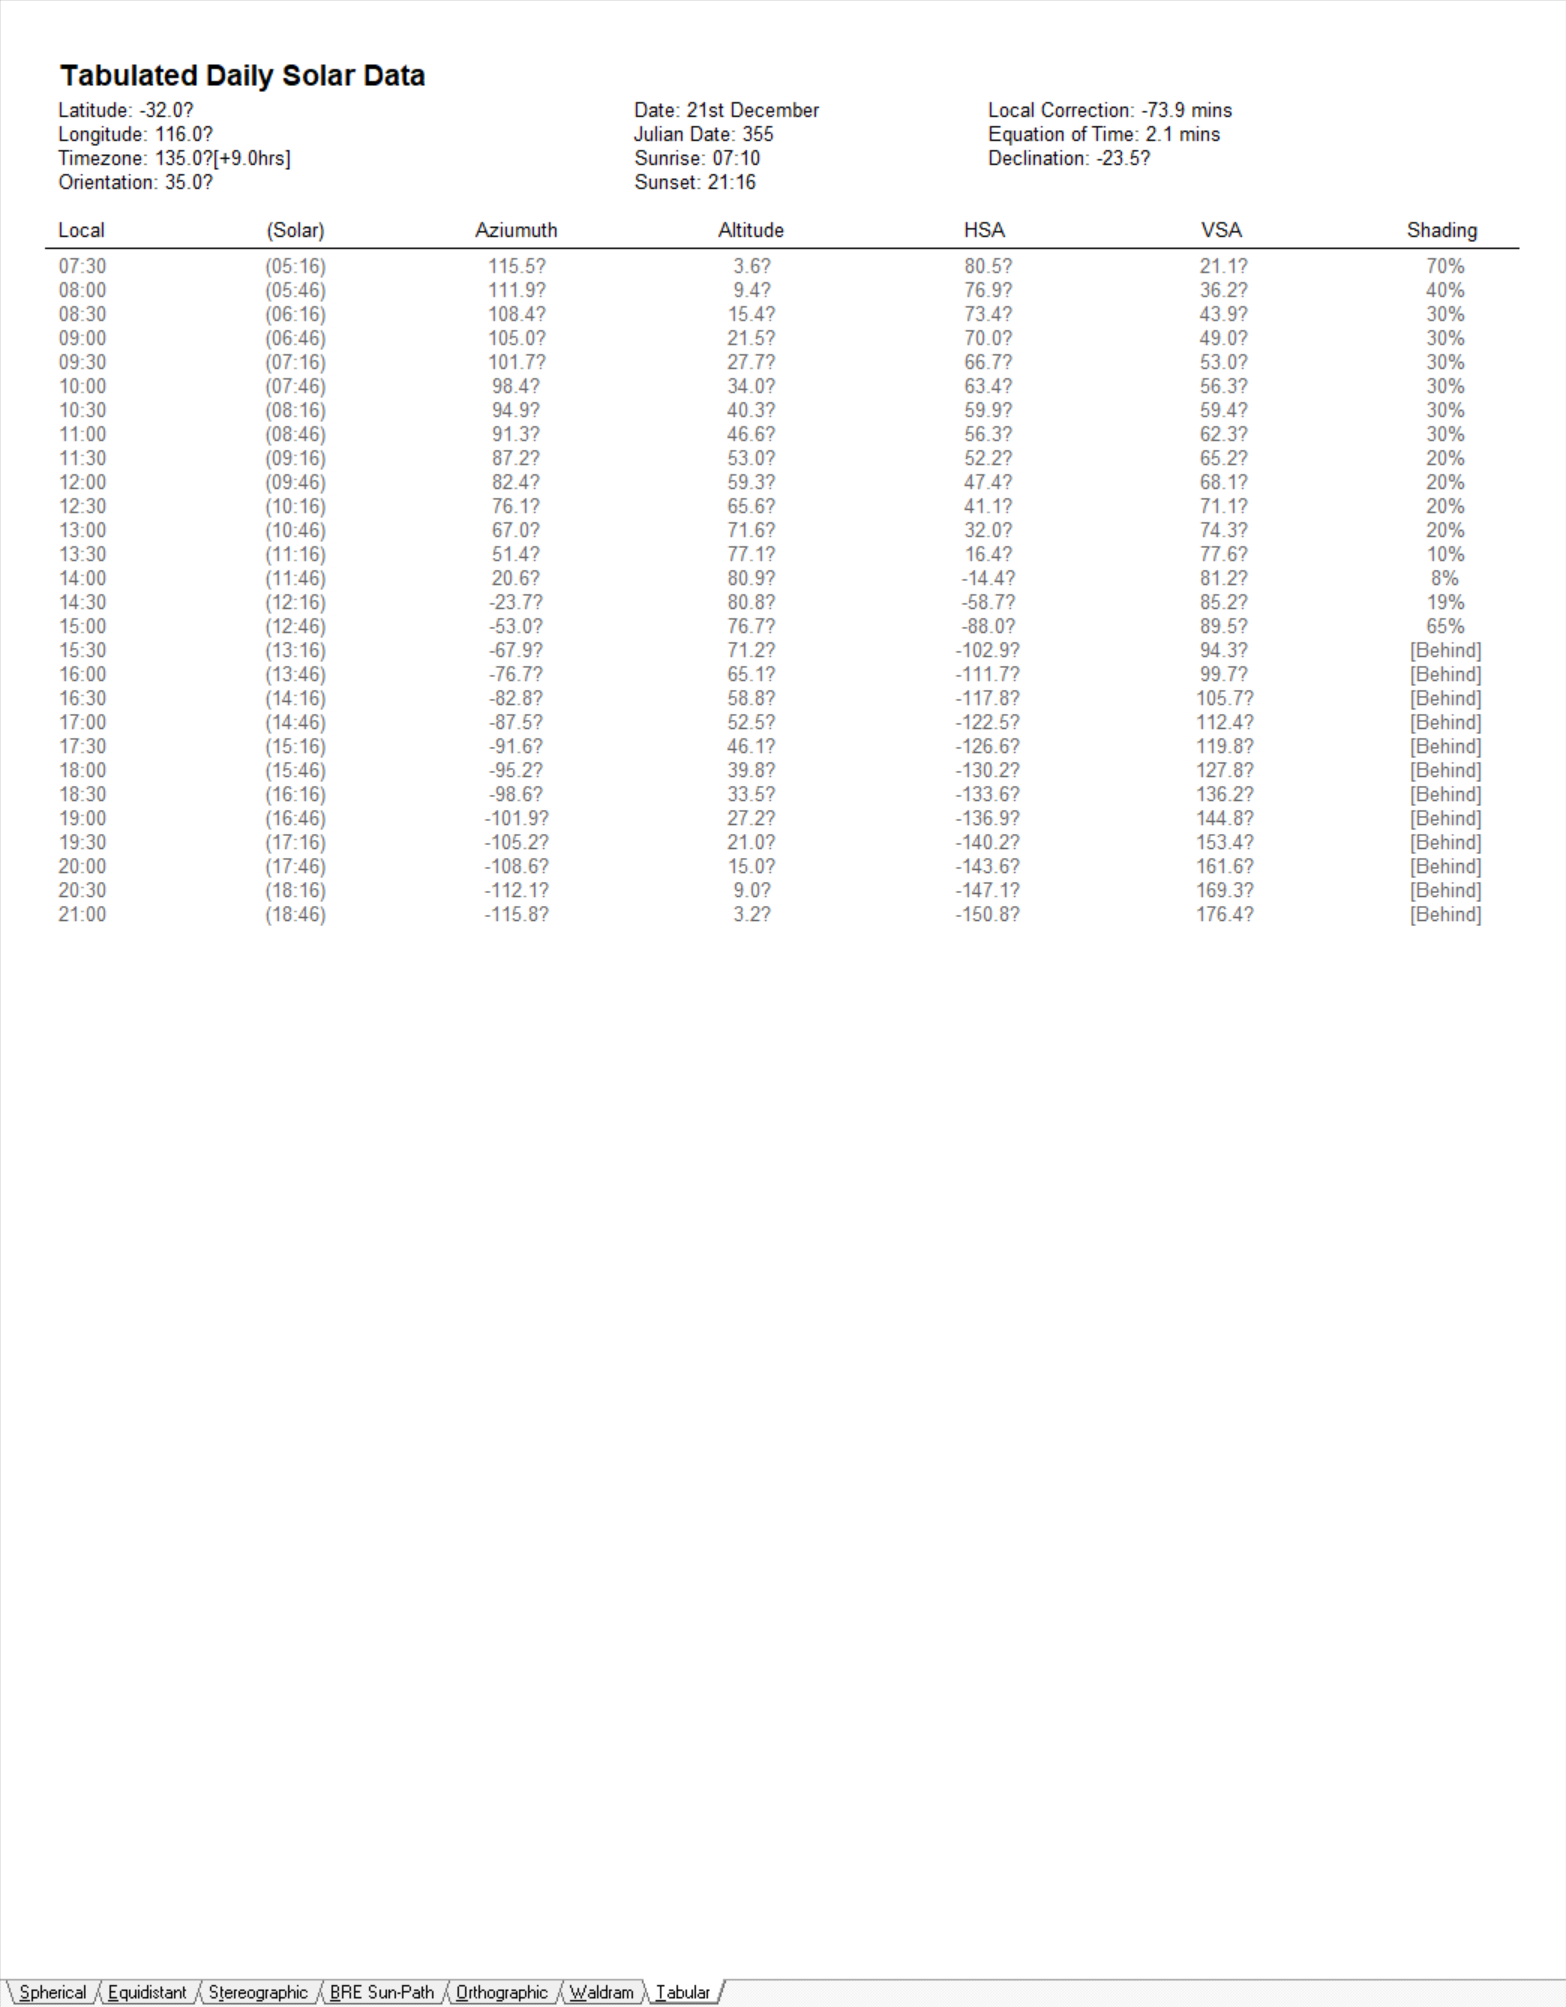 Tabulated Daily Solar Data
Latitude: -32.0? Date: 21st December Local Correction: -73.9 mins
Longitude: 116.0? Julian Date: 355 Equation of Time: 2.1 mins
Timezone: 135.0?[+9.0hrs] Sunrise: 07:10 Declination: -23.5?
Orientation: 35.0? Sunset: 21:16
Local (Solar) Aziumuth Altitude HSA VSA Shading
07:30 (05:16) 115.5? 3.6? 80.5? 21.1? 70%
08:00 (05:46) 111.9? 9.4? 76.9? 36.2? 40%
08:30 (06:16) 108.4? 15.4? 73.4? 43.9? 30%
09:00 (06:46) 105.0? 21.5? 70.0? 49.0? 30%
09:30 (07:16) 101.7? 27.7? 66.7? 53.0? 30%
10:00 (07:46) 98.4? 34.0? 63.4? 56.3? 30%
10:30 (08:16) 94.9? 40.3? 59.9? 59.4? 30%
11:00 (08:46) 91.3? 46.6? 56.3? 62.3? 30%
11:30 (09:16) 87.2? 53.0? 52.2? 65.2? 20%
12:00 (09:46) 82.4? 59.3? 47.4? 68.1? 20%
12:30 (10:16) 76.1? 65.6? 41.1? 71.1? 20%
13:00 (10:46) 67.0? 71.6? 32.0? 74.3? 20%
13:30 (11:16) 51.4? 77.1? 16.4? 77.6? 10%
14:00 (11:46) 20.6? 80.9? -14.4? 81.2? 8%
14:30 (12:16) -23.7? 80.8? -58.7? 85.2? 19%
15:00 (12:46) -53.0? 76.7? -88.0? 89.5? 65%
15:30 (13:16) -67.9? 71.2? -102.9? 94.3? [Behind]
16:00 (13:46) -76.7? 65.1? -111.7? 99.7? [Behind]
16:30 (14:16) -82.8? 58.8? -117.8? 105.7? [Behind]
17:00 (14:46) -87.5? 52.5? -122.5? 112.4? [Behind]
17:30 (15:16) -91.6? 46.1? -126.6? 119.8? [Behind]
18:00 (15:46) -95.2? 39.8? -130.2? 127.8? [Behind]
18:30 (16:16) -98.6? 33.5? -133.6? 136.2? [Behind]
19:00 (16:46) -101.9? 27.2? -136.9? 144.8? [Behind]
19:30 (17:16) -105.2? 21.0? -140.2? 153.4? [Behind]
20:00 (17:46) -108.6? 15.0? -143.6? 161.6? [Behind]
20:30 (18:16) -112.1? 9.0? -147.1? 169.3? [Behind]
21:00 (18:46) -115.8? 3.2? -150.8? 176.4? [Behind]
Spherical Equidistant Stereographic BRE Sun-Path Orthographic Waldram Tabular